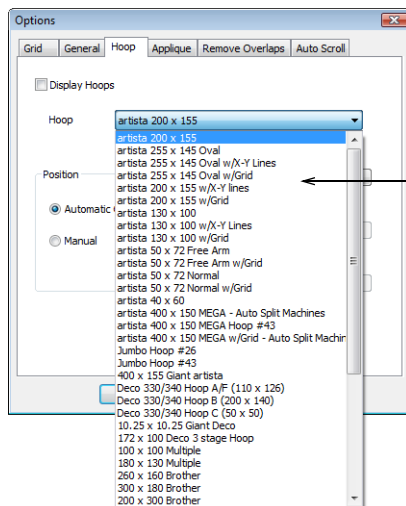 Options
Grid General Hoop Applique Remove Overlaps Auto Scroll
Display Hoops
Hoop artista 200 x 155
artista 200 x 155
artista 255 x 145 Oval
artista 255 x 145 Oval w/X-Y Lines
artista 255 x 145 Oval w/Grid
artista 200 x 155 w/X-Y lines
artista 200 x 155 w/Grid
artista 130 x 100
artista 130 x 100 w/X-Y Lines
artista 130 x 100 w/Grid
artista 50 x 72 Free Arm
artista 50 x 72 Free Arm w/Grid
artista 50 x 72 Normal
artista 50 x 72 Normal w/Grid
artista 40 x 60
artista 400 x 150 MEGA - Auto Split Machines
artista 400 x 150 MEGA Hoop #43
artista 400 x 150 MEGA w/Grid - Auto Split Machin
Jumbo Hoop #26
Jumbo Hoop #43
400 x 155 Giant artista
Deco 330/340 Hoop A/F (110 x 126)
Deco 330/340 Hoop B (200 x 140)
Deco 330/340 Hoop C (50 x 50)
10.25 x 10.25 Giant Deco
172 x 100 Deco 3 stage Hoop
100 x 100 Multiple
180 x 130 Multiple
260 x 160 Brother
300 x 180 Brother
200 x 300 Brother
Position
Automatic
Manual